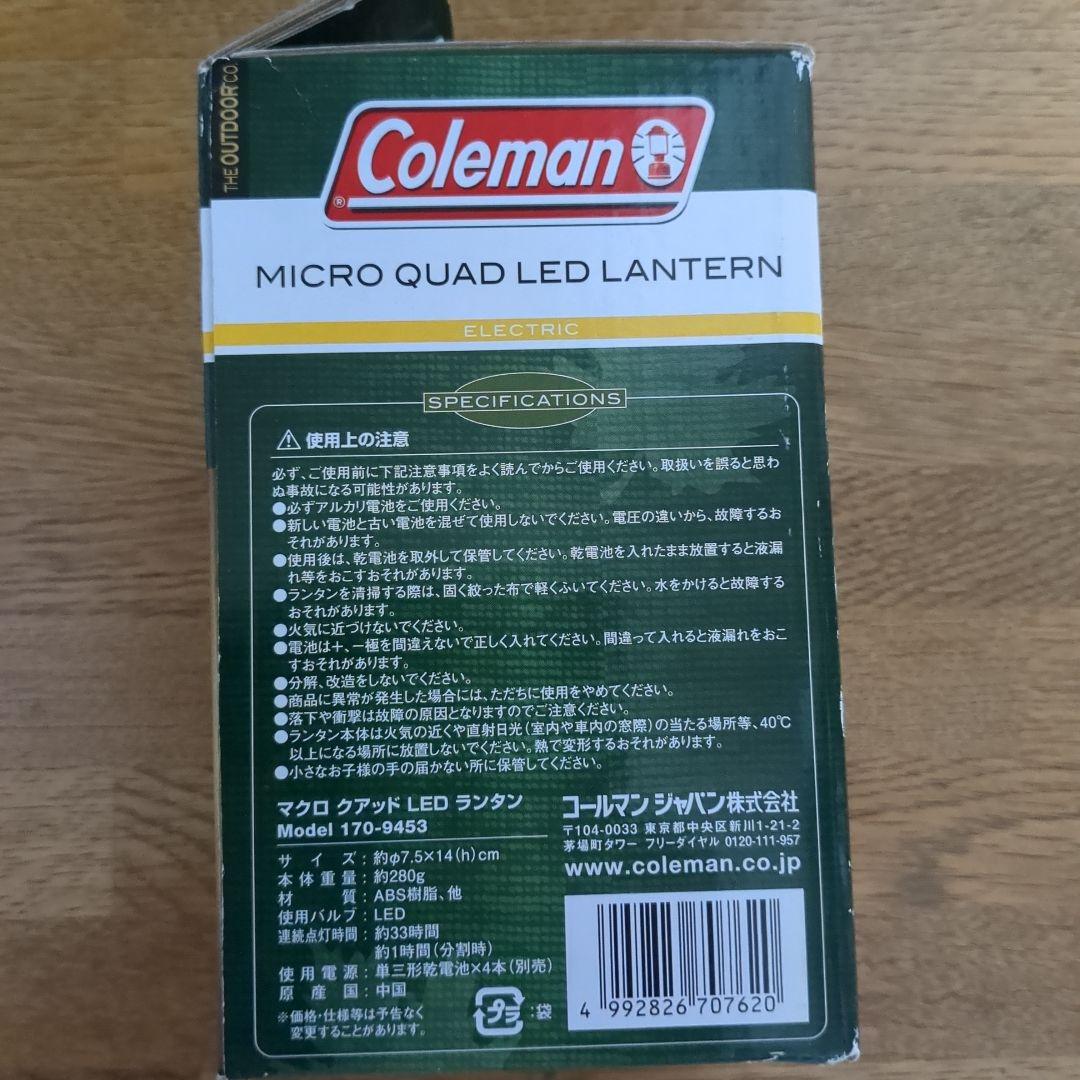 THE OUTDOOR CO
Coleman
®
MICRO QUAD LED LANTERN
ELECTRIC
SPECIFICATIONS
⚠使用上の注意
必ず、ご使用前に下記注意事項をよく読んでからご使用ください。取扱いを誤ると思わ
ぬ事故になる可能性があります。
●必ずアルカリ電池をご使用ください。
●新しい電池と古い電池を混ぜて使用しないでください。電圧の違いから、故障するお
それがあります。
●使用後は、乾電池を取外して保管してください。乾電池を入れたまま放置すると液漏
れ等をおこすおそれがあります。
●ランタンを清掃する際は、固く絞った布で軽くふいてください。水をかけると故障する
おそれがあります。
●火気に近づけないでください。
●電池は＋、－極を間違えないで正しく入れてください。間違って入れると液漏れをおこ
すおそれがあります。
●分解、改造をしないでください。
●商品に異常が発生した場合には、ただちに使用をやめてください。
●落下や衝撃は故障の原因となりますのでご注意ください。
●ランタン本体は火気の近くや直射日光（室内や車内の窓際）の当たる場所等、40℃
以上になる場所に放置しないでください。熱で変形するおそれがあります。
●小さなお子様の手の届かない所に保管してください。
マクロ クアッド LED ランタン
Model 170-9453
サイズ：約φ7.5×14(h)cm
本体重量：約280g
材質：ABS樹脂、他
使用バルブ：LED
連続点灯時間：約33時間
約1時間（分割時）
使用電源：単三形乾電池×4本（別売）
原産国：中国
※価格・仕様等は予告なく
変更することがあります。
コールマン ジャパン株式会社
〒104-0033 東京都中央区新川1-21-2
茅場町タワー フリーダイヤル 0120-111-957
www.coleman.co.jp
プラ：袋
4 992826 707620